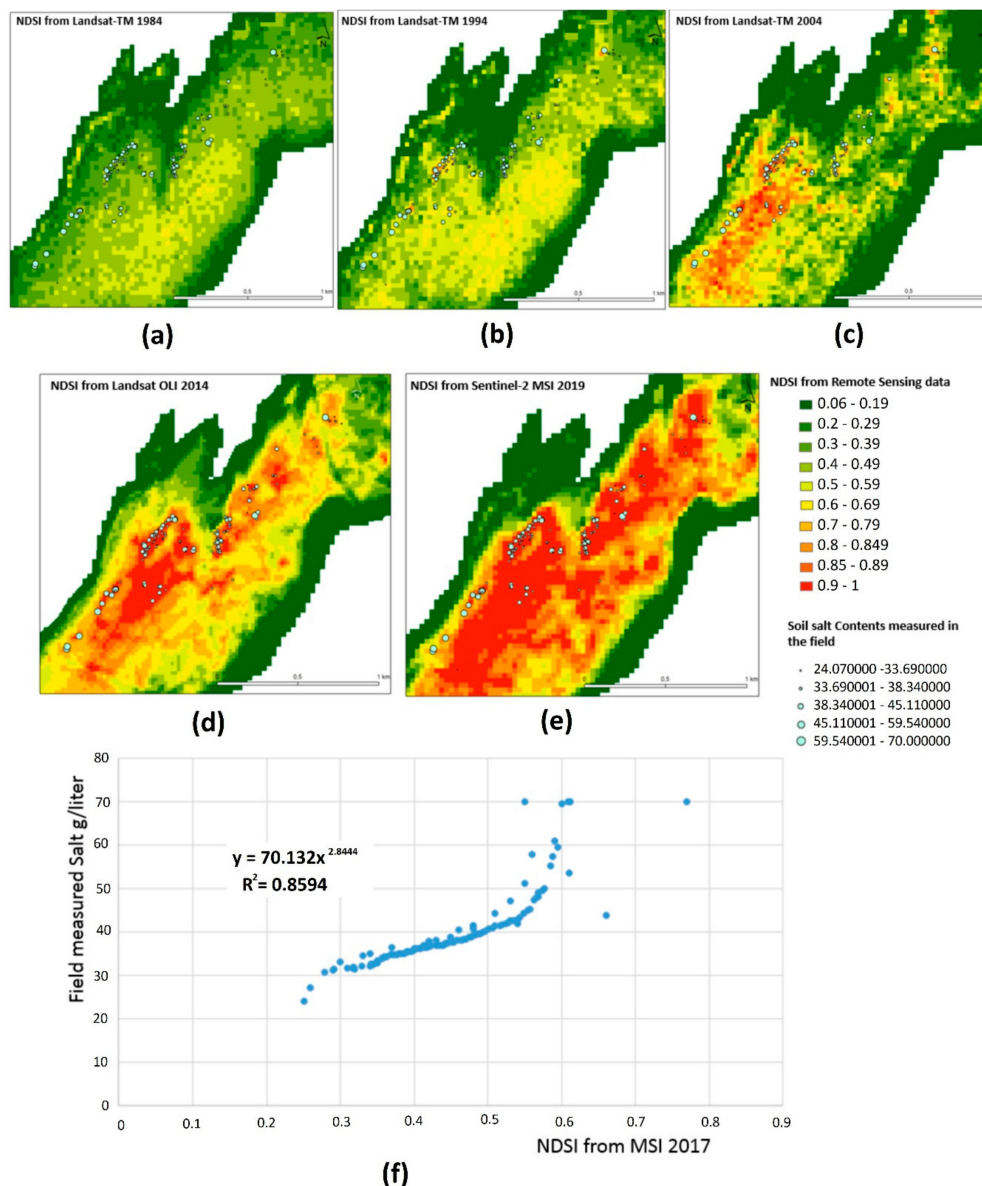 NDSI from Landsat-TM 1984
0,5
1 km
(a)
NDSI from Landsat-TM 1994
0,5
1 km
(b)
NDSI from Landsat-TM 2004
0,5
1 km
(c)
NDSI from Landsat OLI 2014
0,5
1 km
(d)
NDSI from Sentinel-2 MSI 2019
0
0,5
1 km
(e)
NDSI from Remote Sensing data
0.06 - 0.19
0.2 - 0.29
0.3 - 0.39
0.4 - 0.49
0.5 - 0.59
0.6 - 0.69
0.7 - 0.79
0.8 - 0.849
0.85 - 0.89
0.9 - 1
Soil salt Contents measured in
the field
24.070000 -33.690000
33.690001 - 38.340000
38.340001 - 45.110000
45.110001 - 59.540000
59.540001 - 70.000000
Field measured Salt g/liter
80
70
60
50
40
30
20
10
0
y = 70.132x^2.8444
R²= 0.8594
0 0.1 0.2 0.3 0.4 0.5 0.6 0.7 0.8 0.9
NDSI from MSI 2017
(f)